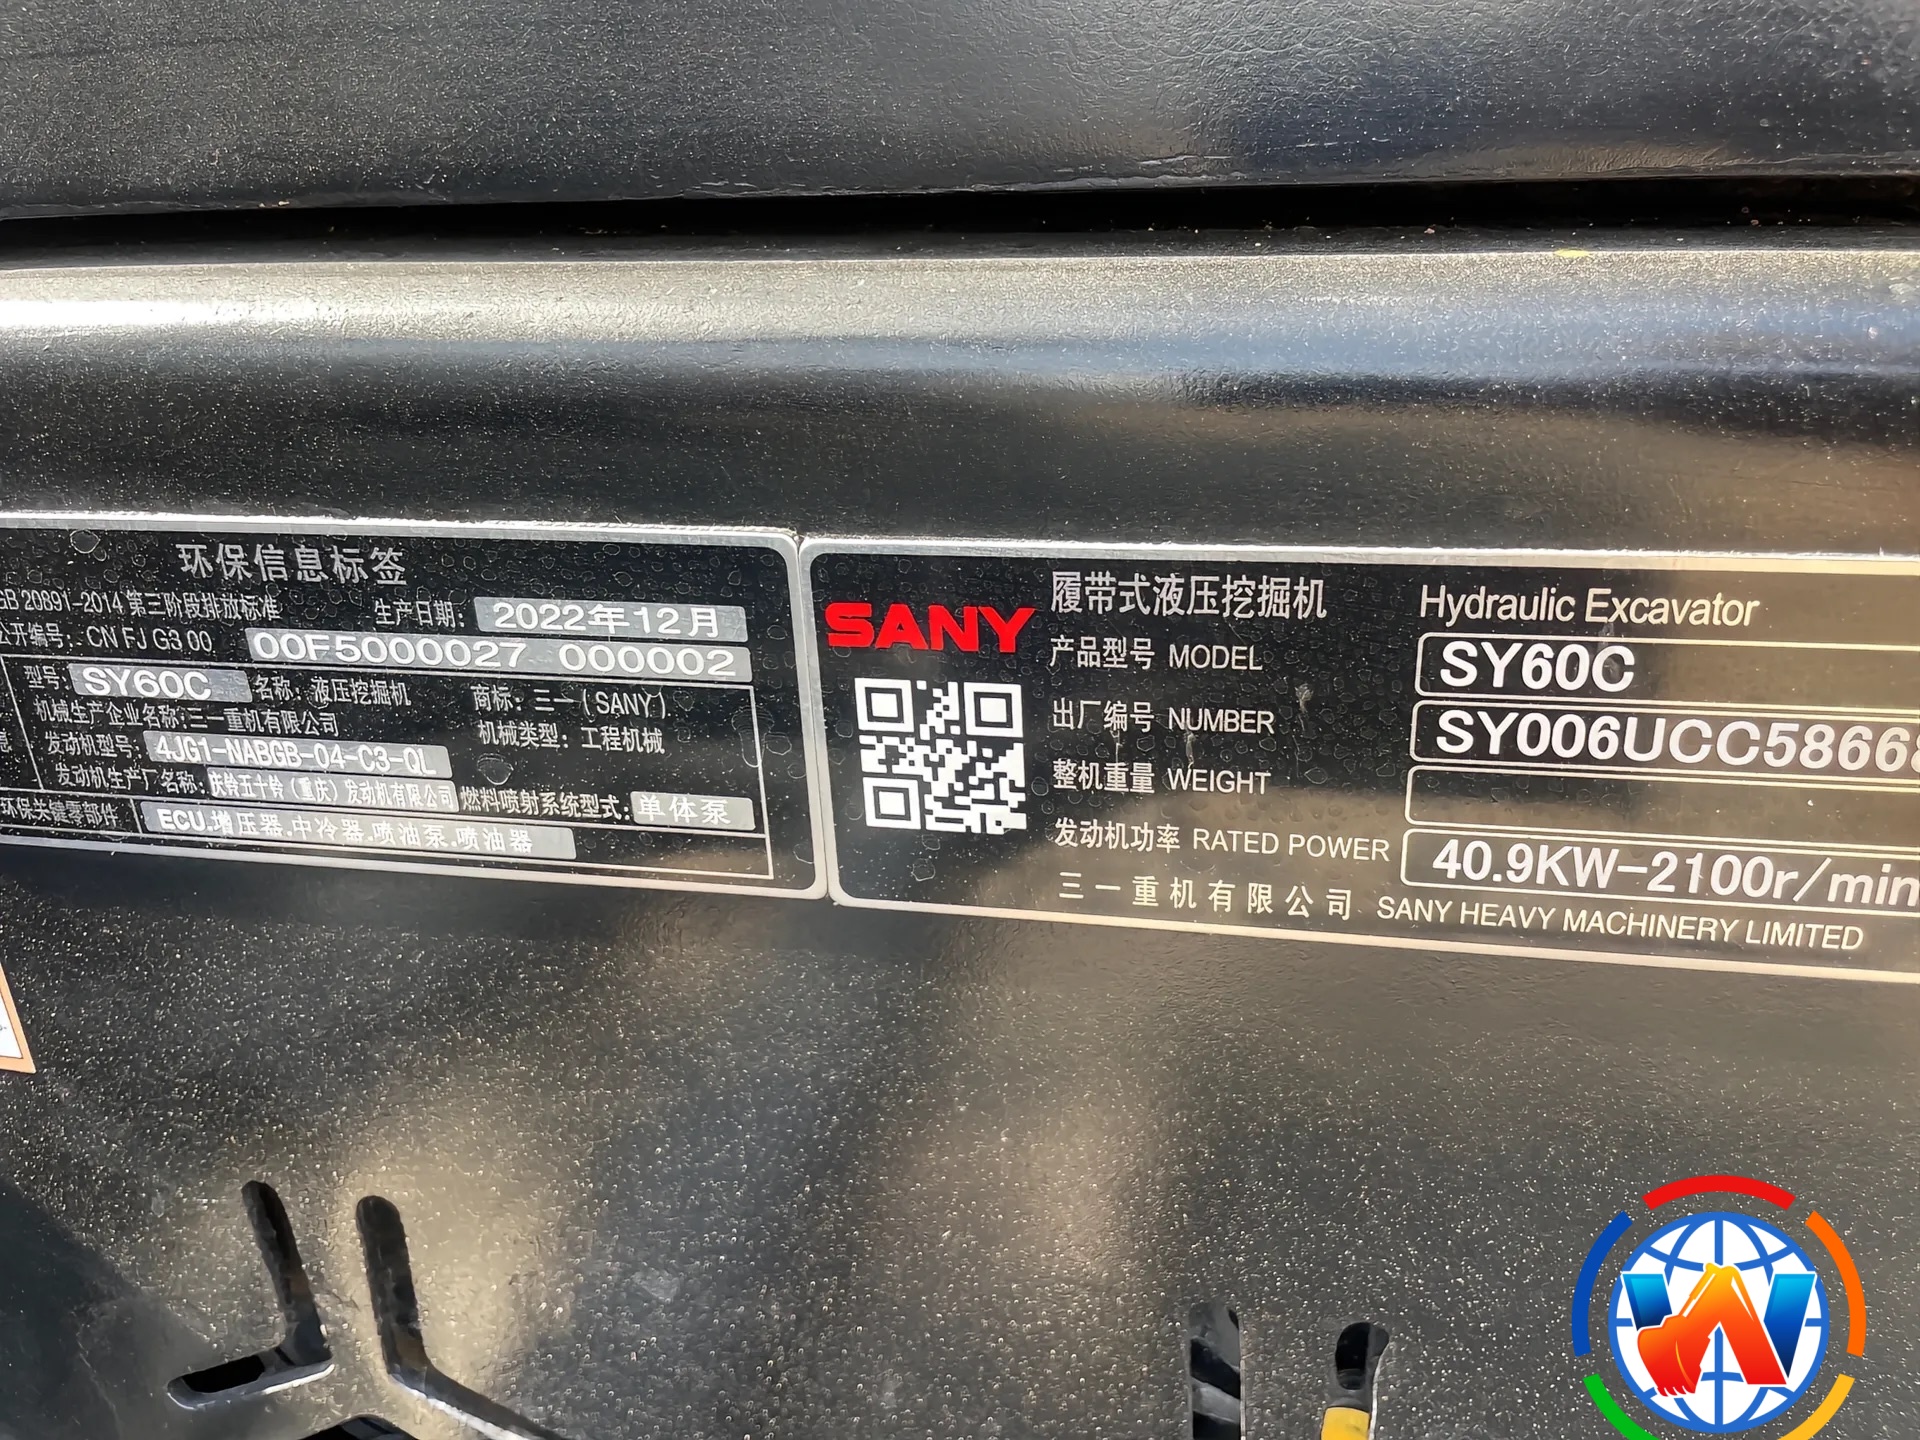 环保信息标签
GB 20891-2014 第三阶段排放标准 生产日期: 2022年12月
公开编号: CN FJ G3 00 00F5000027 000002
型号: SY60C 名称: 液压挖掘机 商标: 三一(SANY)
机械生产企业名称: 三一重机有限公司 机械类型: 工程机械
发动机型号: 4JG1-NABGB-04-C3-QL
发动机生产厂名称: 庆铃五十铃(重庆)发动机有限公司 燃料喷射系统型式: 单体泵
环保关键零部件 ECU.增压器.中冷器.喷油泵.喷油器
SANY
履带式液压挖掘机 Hydraulic Excavator
产品型号 MODEL SY60C
出厂编号 NUMBER SY006UCC58668
整机重量 WEIGHT
发动机功率 RATED POWER 40.9KW-2100r/min
三一重机有限公司 SANY HEAVY MACHINERY LIMITED